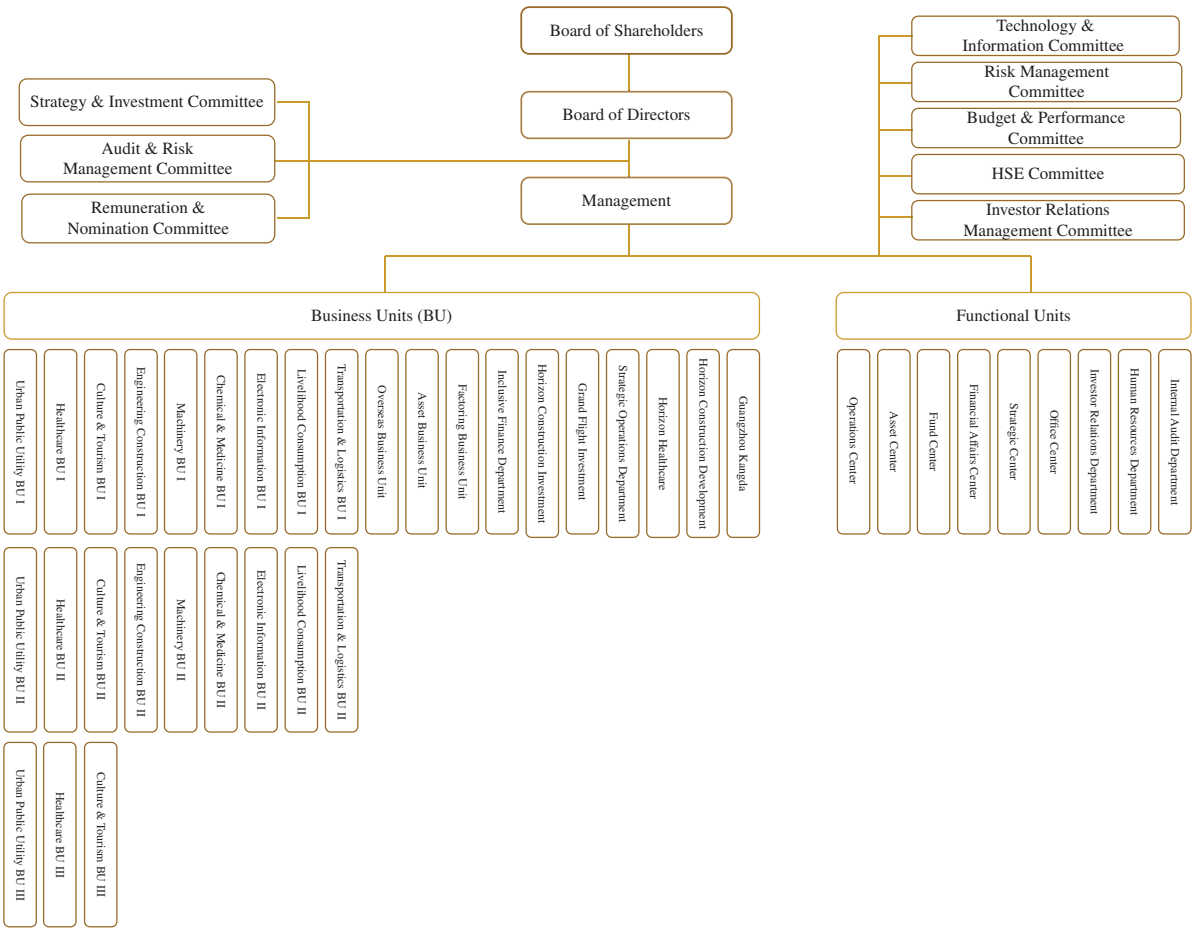 Board of Shareholders
Board of Directors
Management
Strategy & Investment Committee
Audit & Risk
Management Committee
Remuneration &
Nomination Committee
Technology &
Information Committee
Risk Management
Committee
Budget & Performance
Committee
HSE Committee
Investor Relations
Management Committee
Business Units (BU)
Functional Units
Urban Public Utility BU I
Healthcare BU I
Culture & Tourism BU I
Engineering Construction BU I
Machinery BU I
Chemical & Medicine BU I
Electronic Information BU I
Livelihood Consumption BU I
Transportation & Logistics BU I
Overseas Business Unit
Asset Business Unit
Factoring Business Unit
Inclusive Finance Department
Horizon Construction Investment
Grand Flight Investment
Strategic Operations Department
Horizon Healthcare
Horizon Construction Development
Guangzhou Kangda
Operations Center
Asset Center
Fund Center
Financial Affairs Center
Strategic Center
Office Center
Investor Relations Department
Human Resources Department
Internal Audit Department
Urban Public Utility BU II
Healthcare BU II
Culture & Tourism BU II
Engineering Construction BU II
Machinery BU II
Chemical & Medicine BU II
Electronic Information BU II
Livelihood Consumption BU II
Transportation & Logistics BU II
Urban Public Utility BU III
Healthcare BU III
Culture & Tourism BU III